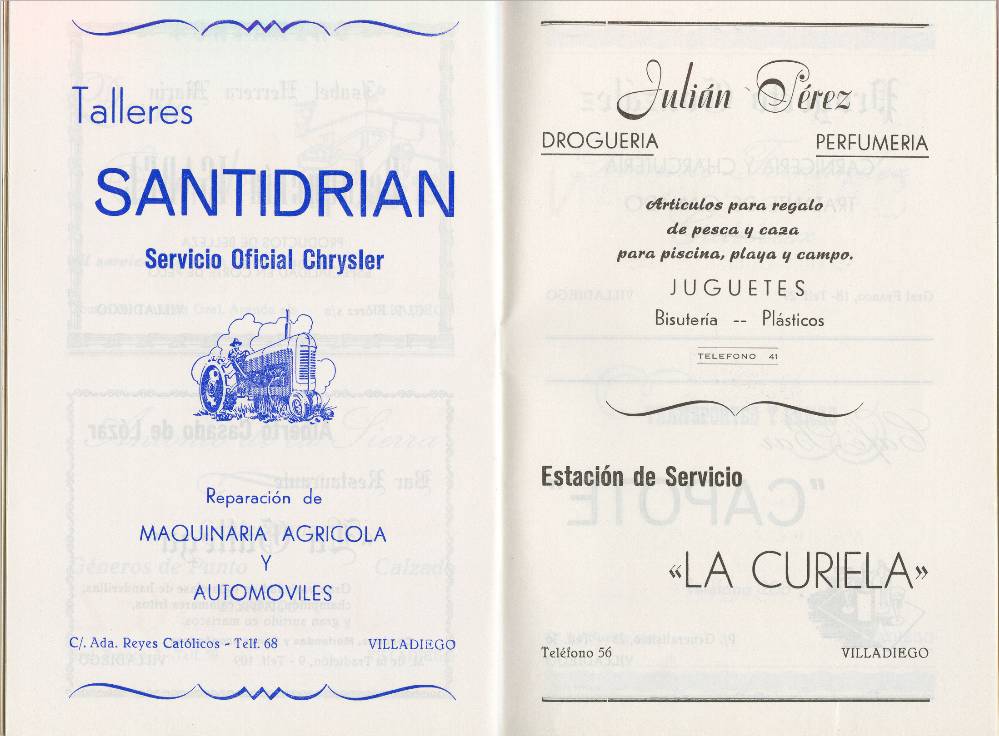 Talleres
SANTIDRIAN
Servicio Oficial Chrysler
Reparación de
MAQUINARIA AGRICOLA
Y
AUTOMOVILES
C/. Ada. Reyes Católicos - Telf. 68 VILLADIEGO
Julián Pérez
DROGUERIA PERFUMERIA
Artículos para regalo
de pesca y caza
para piscina, playa y campo.
JUGUETES
Bisutería -- Plásticos
TELEFONO 41
Estación de Servicio
«LA CURIELA»
Teléfono 56 VILLADIEGO